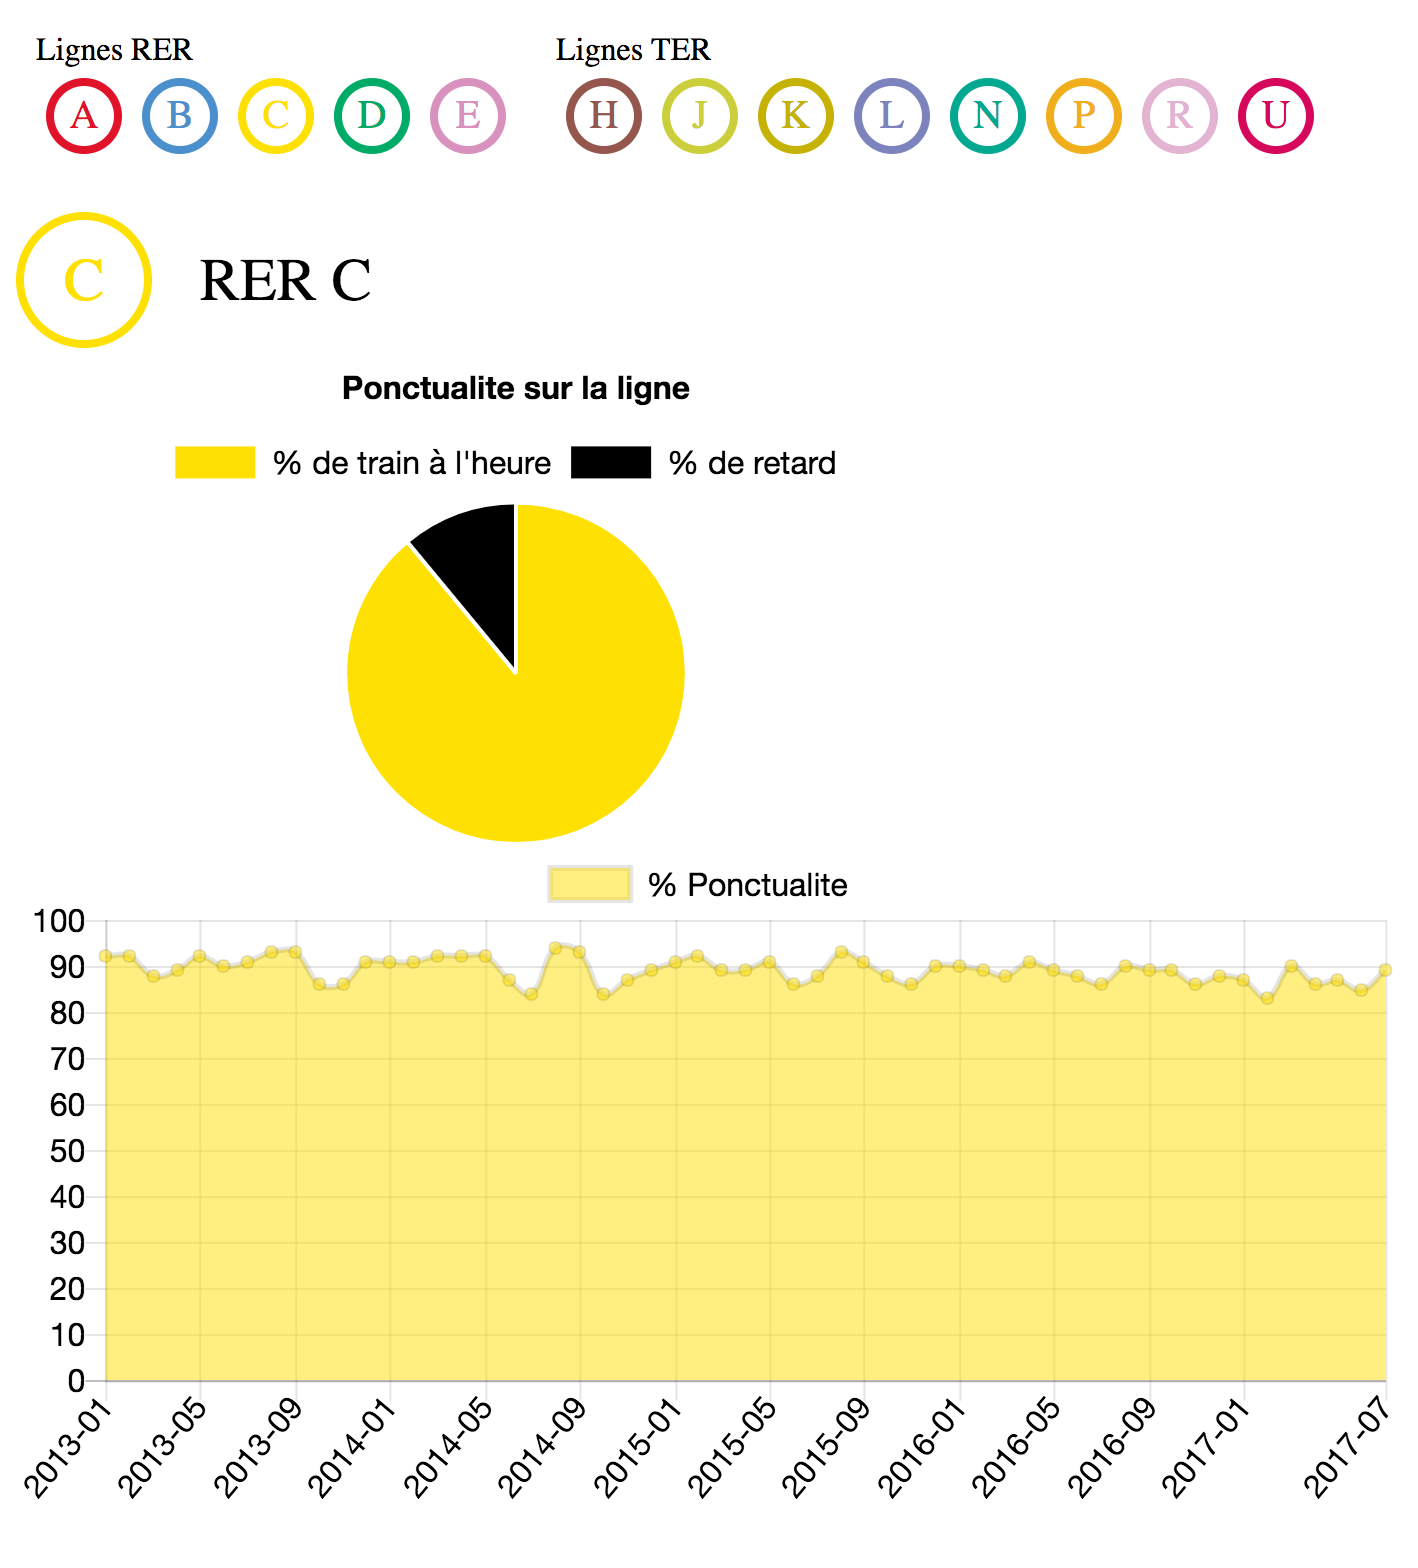 Lignes RER
Lignes TER
A B C D E
H J K L N P R U
C
RER C
Ponctualite sur la ligne
% de train à l'heure
% de retard
% Ponctualite
100
90
80
70
60
50
40
30
20
10
0
2013-01
2013-05
2013-09
2014-01
2014-05
2014-09
2015-01
2015-05
2015-09
2016-01
2016-05
2016-09
2017-01
2017-07